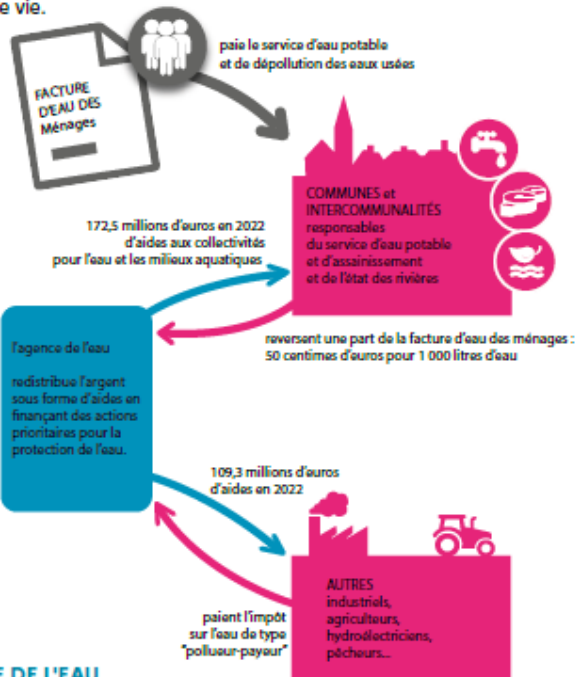 e vie.
FACTURE
D'EAU DES
Ménages
paie le service d'eau potable
et de dépollution des eaux usées
COMMUNES et
INTERCOMMUNALITÉS
responsables
du service d'eau potable
et d'assainissement
et de l'état des rivières
172,5 millions d'euros en 2022
d'aides aux collectivités
pour l'eau et les milieux aquatiques
reversent une part de la facture d'eau des ménages :
50 centimes d'euros pour 1 000 litres d'eau
l'agence de l'eau
redistribue l'argent
sous forme d'aides en
finançant des actions
prioritaires pour la
protection de l'eau.
109,3 millions d'euros
d'aides en 2022
AUTRES
industriels,
agriculteurs,
hydroélectriciens,
pêcheurs...
paient l'impôt
sur l'eau de type
"pollueur-payeur"
E DE L'EAU